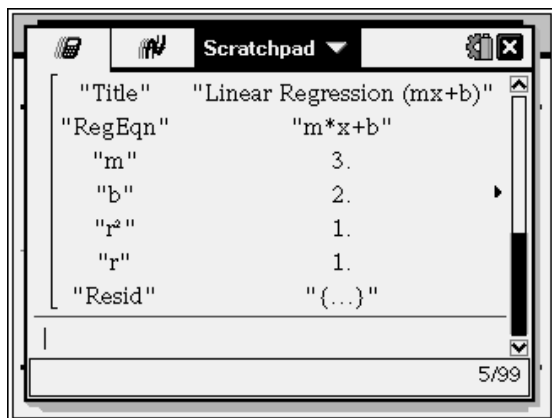 Scratchpad
"Title" "Linear Regression (mx+b)"
"RegEqn" "m*x+b"
"m" 3.
"b" 2.
"r²" 1.
"r" 1.
"Resid" "{...}"
5/99